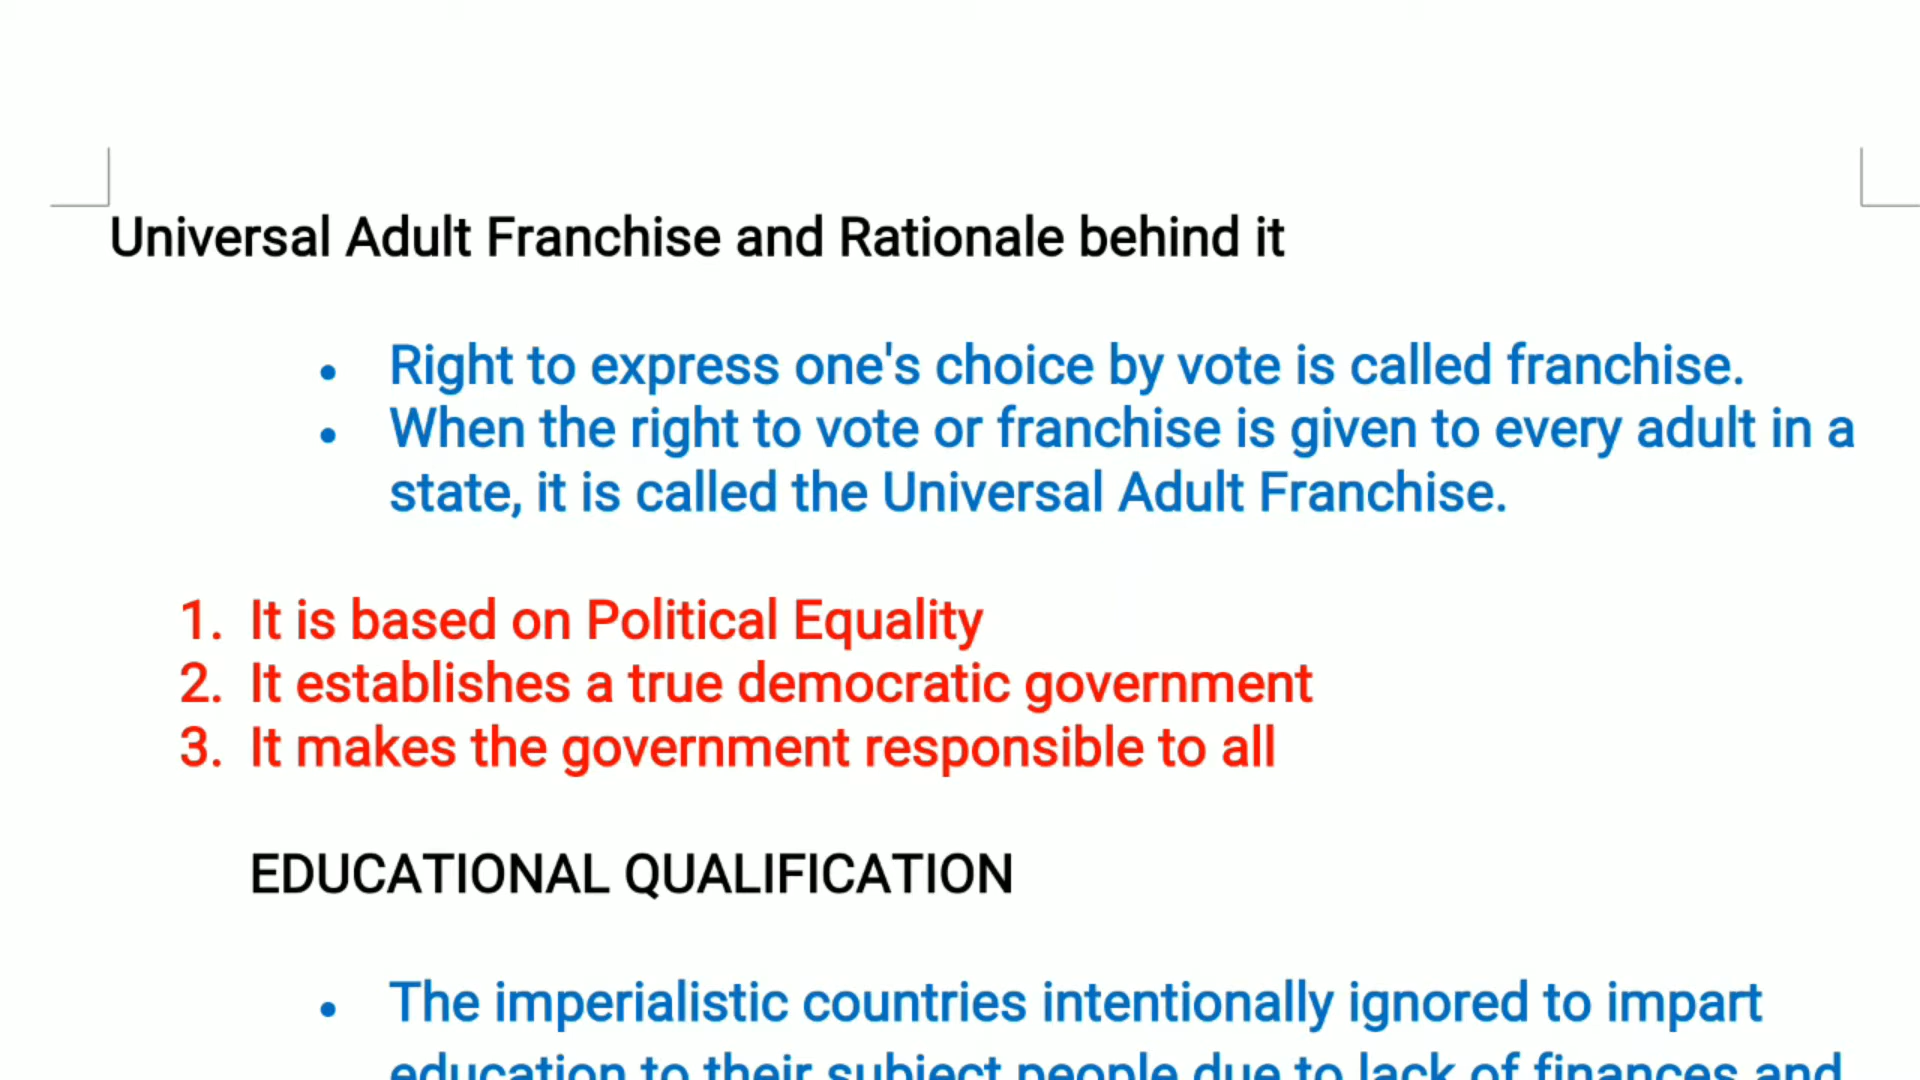 Universal Adult Franchise and Rationale behind it
• Right to express one's choice by vote is called franchise.
• When the right to vote or franchise is given to every adult in a
state, it is called the Universal Adult Franchise.
1. It is based on Political Equality
2. It establishes a true democratic government
3. It makes the government responsible to all
EDUCATIONAL QUALIFICATION
• The imperialistic countries intentionally ignored to impart
education to their subject people due to lack of finances and